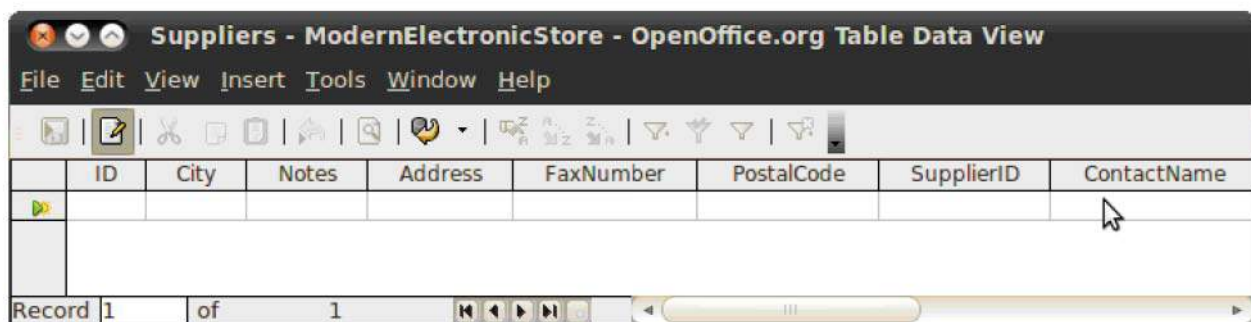 Suppliers - ModernElectronicStore - OpenOffice.org Table Data View
File Edit View Insert Tools Window Help
ID City Notes Address FaxNumber PostalCode SupplierID ContactName
Record 1 of 1